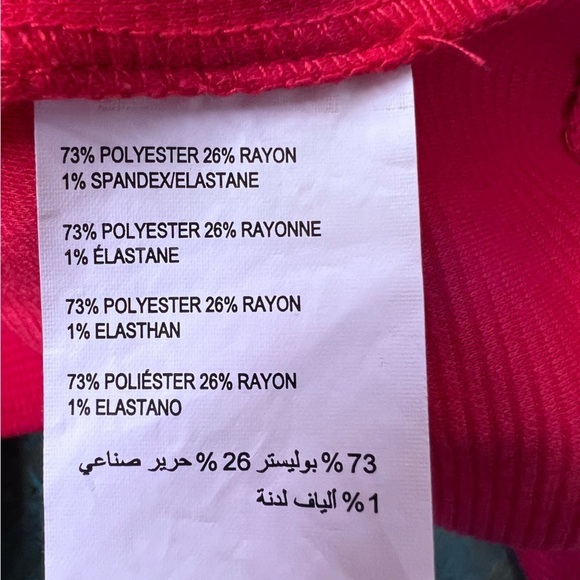 73% POLYESTER 26% RAYON
1% SPANDEX/ELASTANE
73% POLYESTER 26% RAYONNE
1% ÉLASTANE
73% POLYESTER 26% RAYON
1% ELASTHAN
73% POLIÉSTER 26% RAYON
1% ELASTANO
73 % بوليستر 26 % حرير صناعي
1 % ألياف لدنة